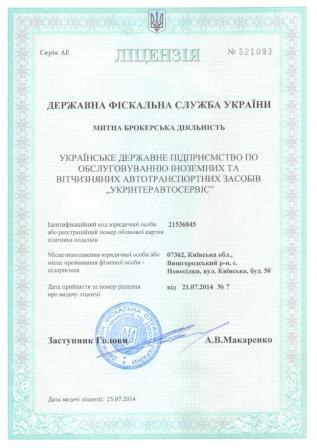 ЛІЦЕНЗІЯ
Серія АЕ
№ 521093
ДЕРЖАВНА ФІСКАЛЬНА СЛУЖБА УКРАЇНИ
МИТНА БРОКЕРСЬКА ДІЯЛЬНІСТЬ
УКРАЇНСЬКЕ ДЕРЖАВНЕ ПІДПРИЄМСТВО ПО
ОБСЛУГОВУВАННЮ ІНОЗЕМНИХ ТА
ВІТЧИЗНЯНИХ АВТОТРАНСПОРТНИХ ЗАСОБІВ
„УКРІНТЕРАВТОСЕРВІС”
Ідентифікаційний код юридичної особи
або реєстраційний номер облікової картки
платника податків
21536845
Місцезнаходження юридичної особи або
місце проживання фізичної особи -
підприємця
07362, Київська обл.,
Вишгородський р-н, с.
Новосілки, вул. Київська, буд. 50
Дата прийняття та номер рішення
про видачу ліцензії
від 21.07.2014 № 7
Заступник Голови
А.В.Макаренко
Дата видачі ліцензії: 25.07.2014